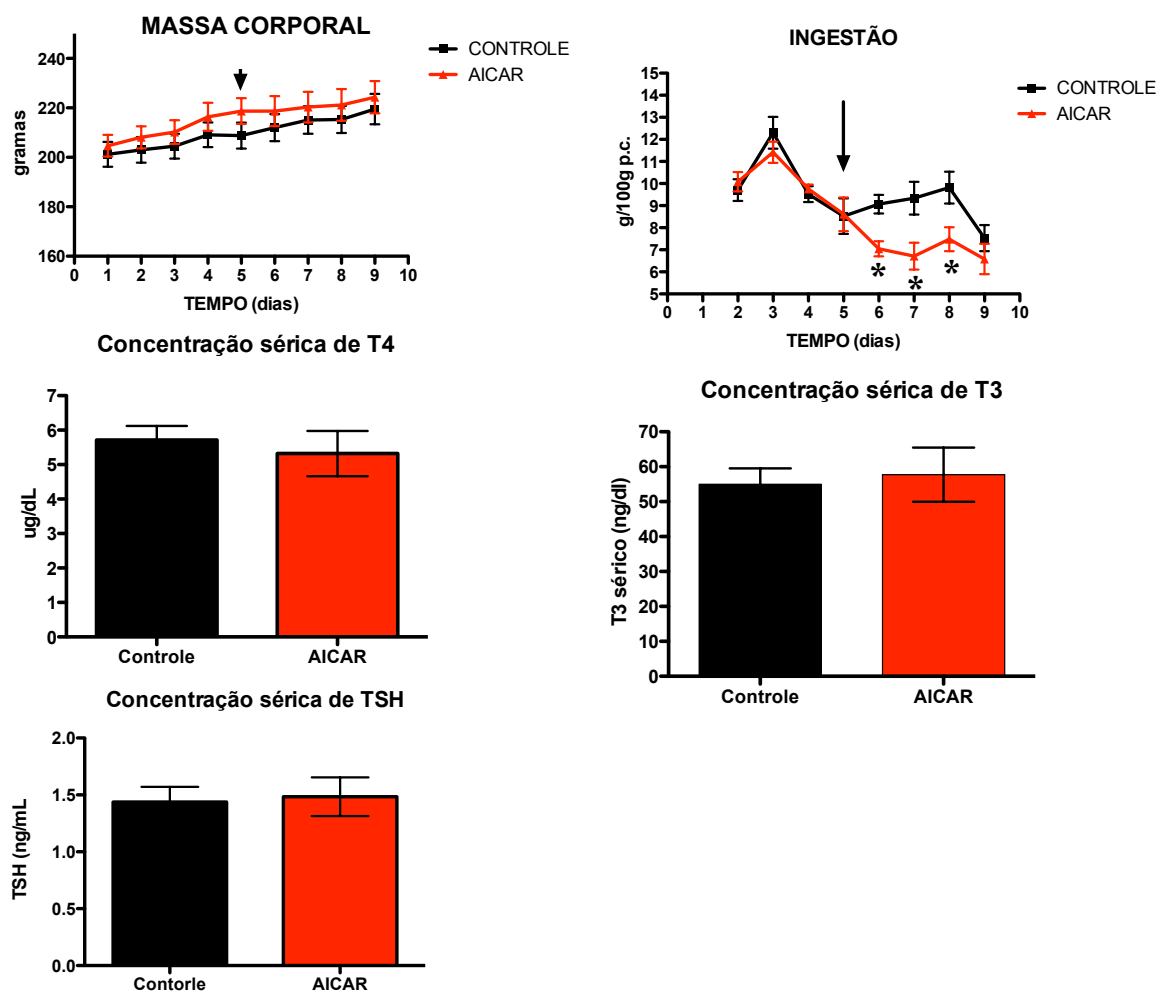 MASSA CORPORAL
CONTROLE
AICAR
240
220
200
180
160
gramas
0 1 2 3 4 5 6 7 8 9 10
TEMPO (dias)
INGESTÃO
CONTROLE
AICAR
15
14
13
12
11
10
9
8
7
6
5
g/100g p.c.
* * *
0 1 2 3 4 5 6 7 8 9 10
TEMPO (dias)
Concentração sérica de T4
7
6
5
4
3
2
1
0
ug/dL
Controle AICAR
Concentração sérica de T3
70
60
50
40
30
20
10
0
T3 sérico (ng/dl)
Controle AICAR
Concentração sérica de TSH
2.0
1.5
1.0
0.5
0.0
TSH (ng/mL
Contorle AICAR